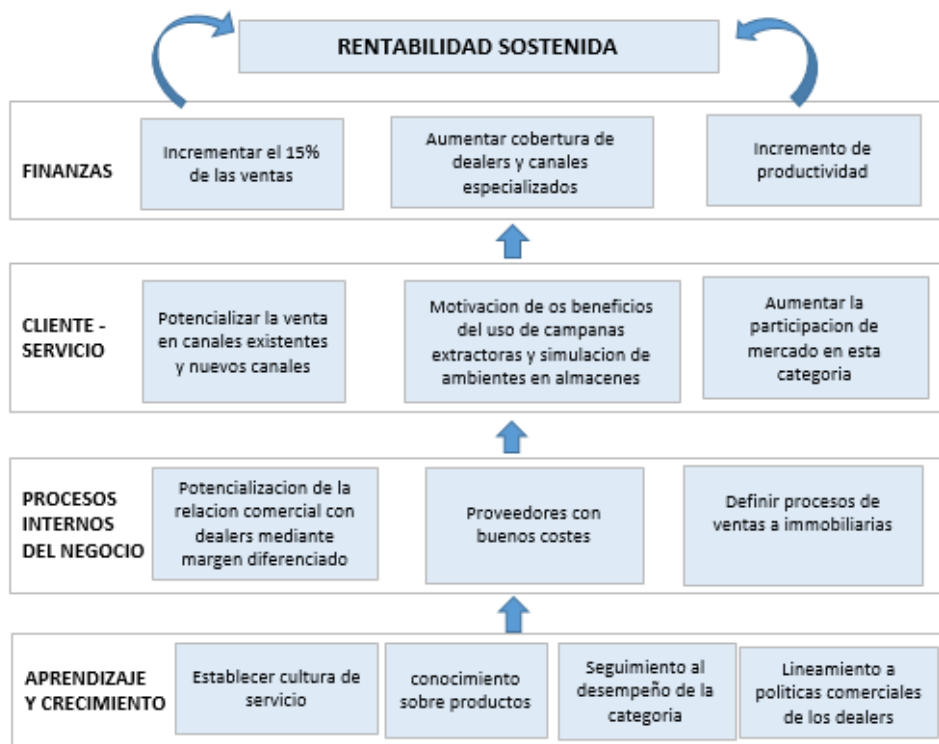 RENTABILIDAD SOSTENIDA
FINANZAS
Incrementar el 15%
de las ventas
Aumentar cobertura de
dealers y canales
especializados
Incremento de
productividad
CLIENTE -
SERVICIO
Potencializar la venta
en canales existentes
y nuevos canales
Motivacion de os beneficios
del uso de campanas
extractoras y simulacion de
ambientes en almacenes
Aumentar la
participacion de
mercado en esta
categoria
PROCESOS
INTERNOS
DEL NEGOCIO
Potencializacion de la
relacion comercial con
dealers mediante
margen diferenciado
Proveedores con
buenos costes
Definir procesos de
ventas a immobiliarias
APRENDIZAJE
Y CRECIMIENTO
Establecer cultura de
servicio
conocimiento
sobre productos
Seguimiento al
desempeño de la
categoria
Lineamiento a
politicas comerciales
de los dealers